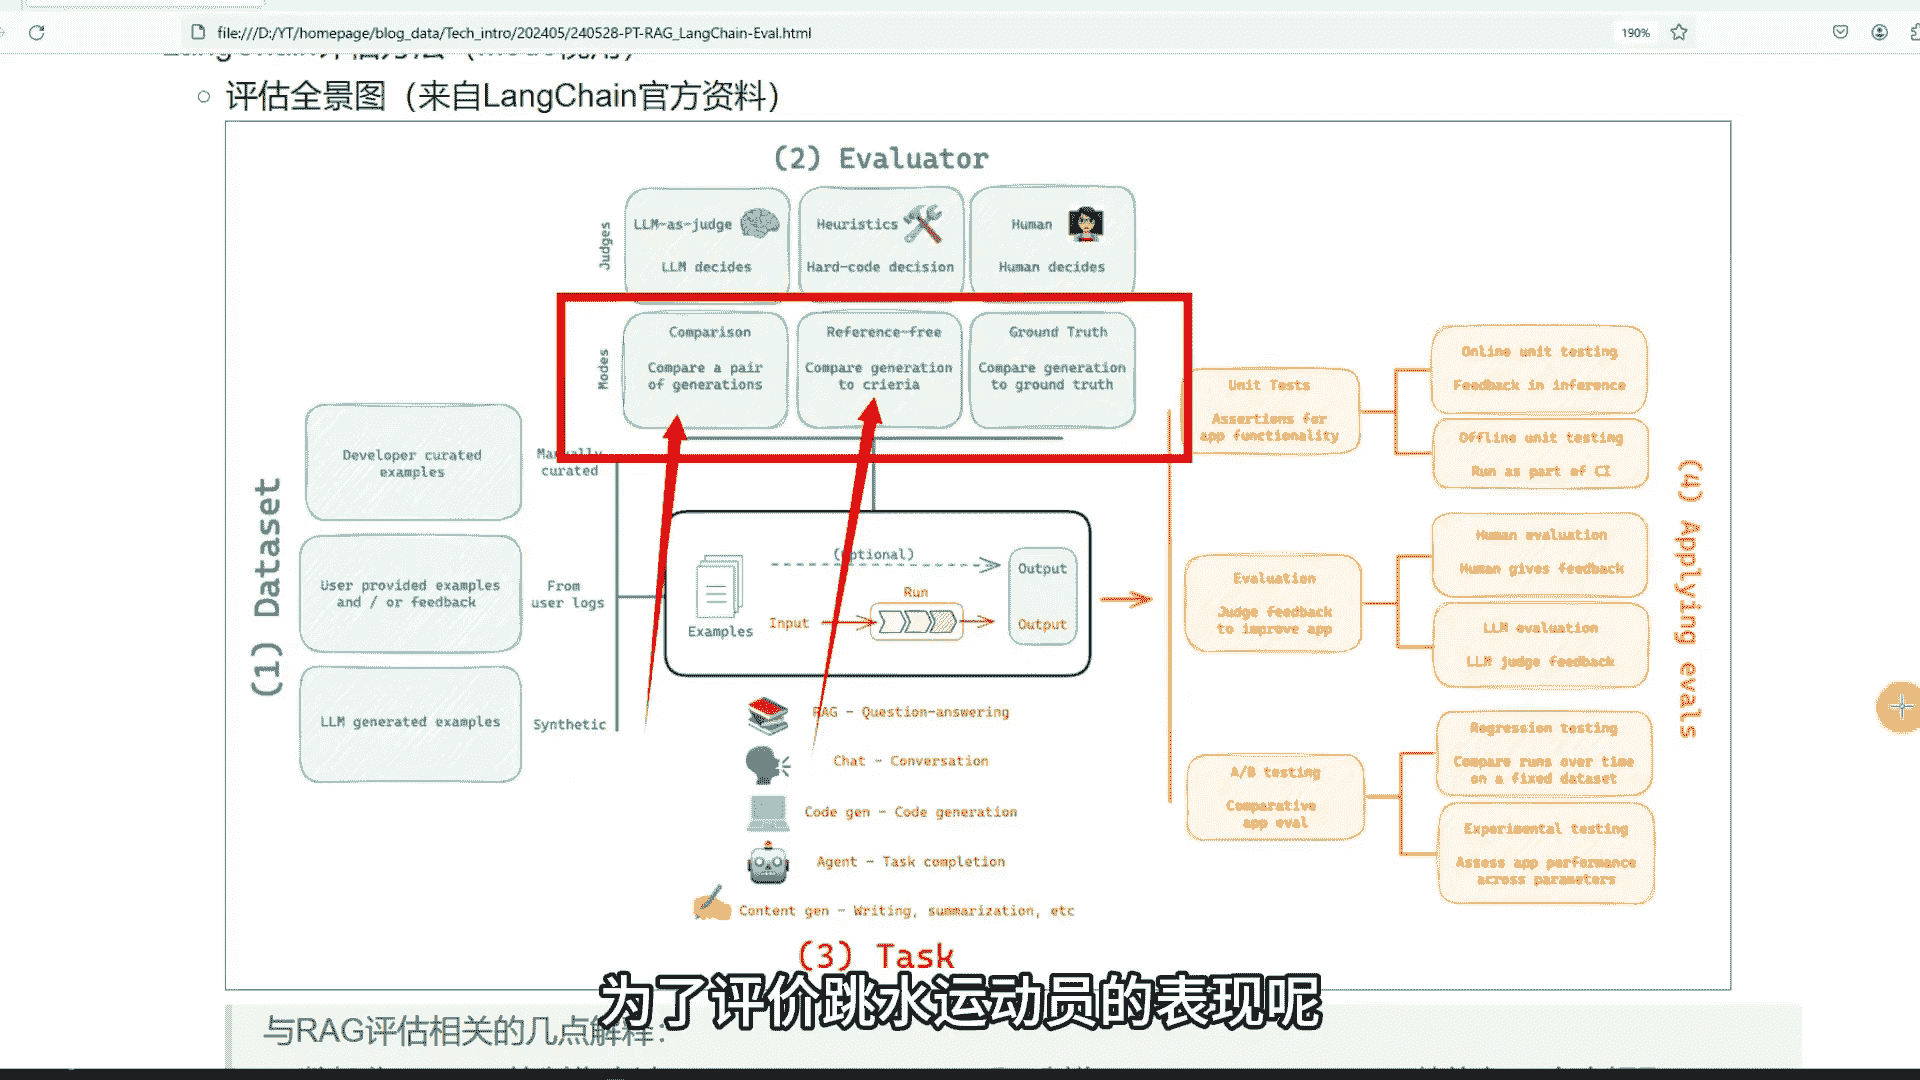 file:///D:/YT/homepage/blog_data/Tech_intro/202405/240528-PT-RAG_LangChain-Eval.html
190%
评估全景图（来自LangChain官方资料）
(2) Evaluator
Judges
LLM-as-judge
LLM decides
Heuristics
Hard-code decision
Human
Human decides
Modes
Comparison
Compare a pair
of generations
Reference-free
Compare generation
to crieria
Ground Truth
Compare generation
to ground truth
(1) Dataset
Developer curated
examples
Manually
curated
User provided examples
and / or feedback
From
user logs
LLM generated examples
Synthetic
Examples
(Optional)
Input
Run
Output
Output
RAG - Question-answering
Chat - Conversation
Code gen - Code generation
Agent - Task completion
Content gen - Writing, summarization, etc
(3) Task
Unit Tests
Assertions for
app functionality
Online unit testing
Feedback in inference
Offline unit testing
Run as part of CI
Evaluation
Judge feedback
to improve app
Human evaluation
Human gives feedback
LLM evaluation
LLM judge feedback
A/B testing
Comparative
app eval
Regression testing
Compare runs over time
on a fixed dataset
Experimental testing
Assess app performance
across parameters
(4) Applying evals
为了评价跳水运动员的表现呢
与RAG评估相关的几点解释：